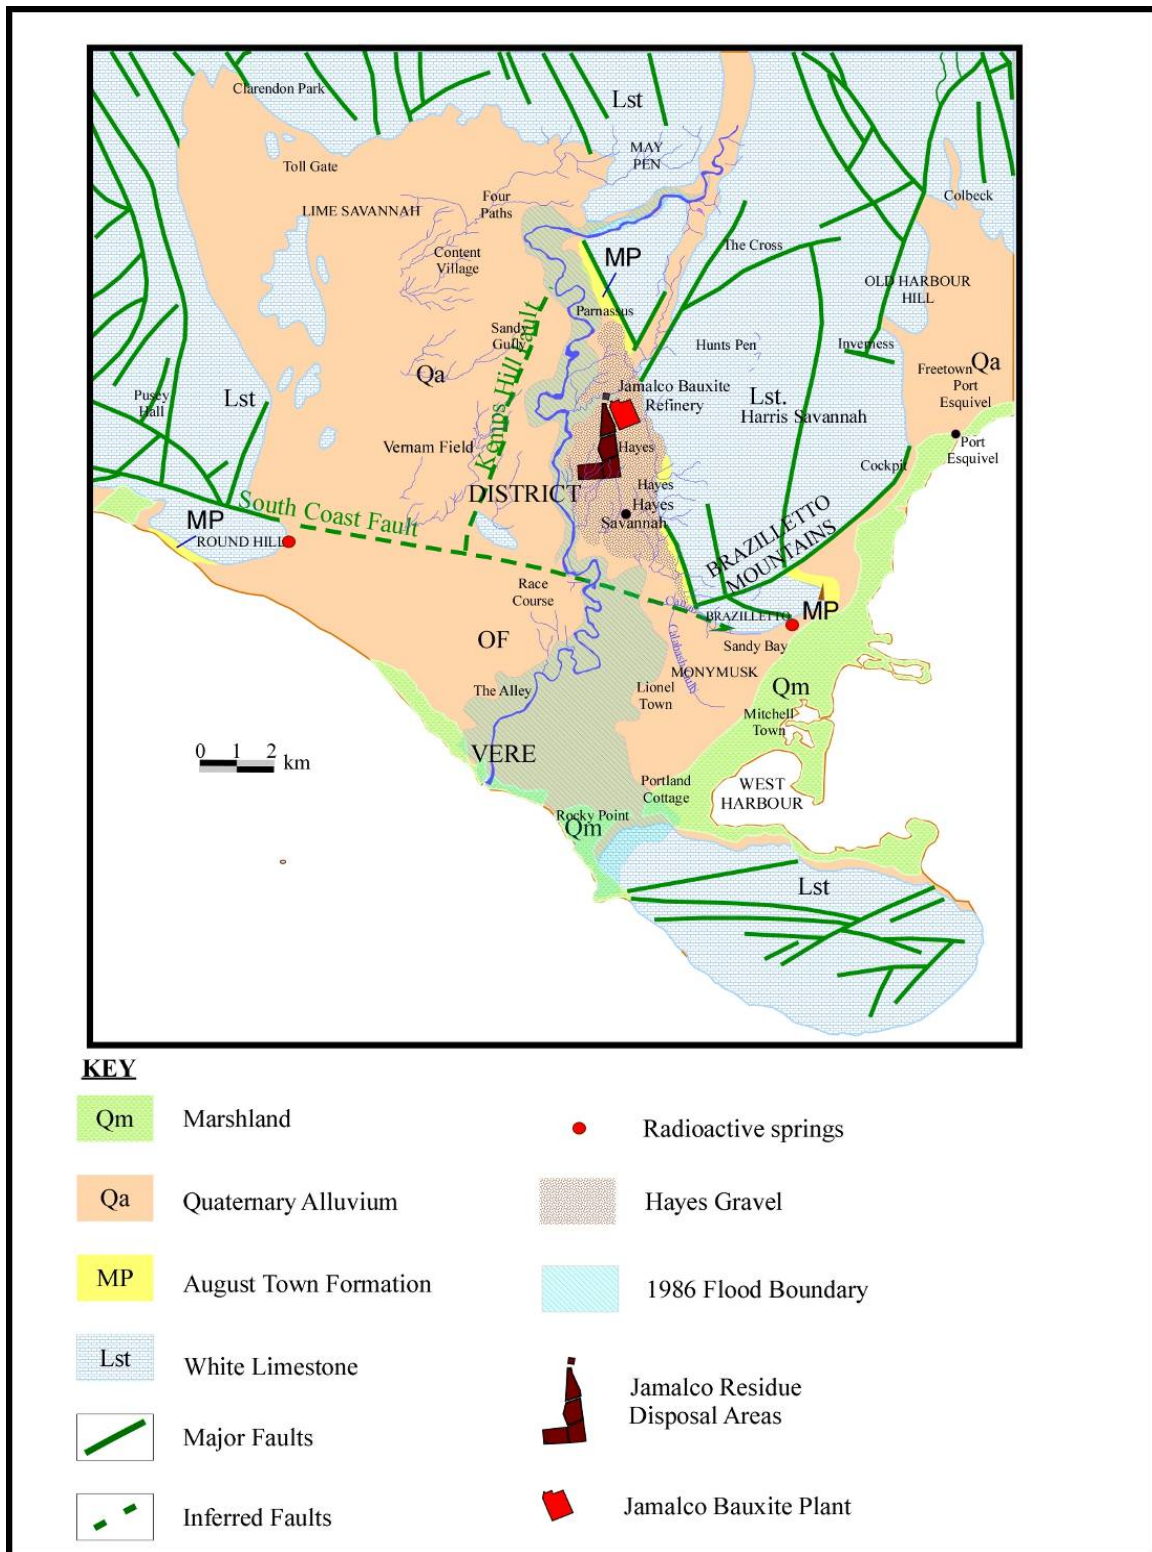 Clarendon Park
Lst
MAY
PEN
Toll Gate
Four
Paths
LIME SAVANNAH
Colbeck
MP
The Cross
Content
Village
OLD HARBOUR
HILL
Parnassus
Sandy
Gully
Kemps Hill Fault
Hunts Pen
Inverness
Qa
Freetown
Port
Esquivel
Qa
Jamalco Bauxite
Refinery
Lst.
Harris Savannah
Pusey
Hall
Lst
Vernam Field
Hayes
Port
Esquivel
Cockpit
DISTRICT
Hayes
Hayes
Savannah
South Coast Fault
MP
ROUND HILL
BRAZILLETTO
MOUNTAINS
Race
Course
BRAZILLETTO
MP
OF
Sandy Bay
MONYMUSK
The Alley
Lionel
Town
Qm
Mitchell
Town
0 1 2
km
VERE
Portland
Cottage
WEST
HARBOUR
Rocky Point
Qm
Lst
KEY
Qm Marshland
Radioactive springs
Qa Quaternary Alluvium
Hayes Gravel
MP August Town Formation
1986 Flood Boundary
Lst White Limestone
Jamalco Residue
Disposal Areas
Major Faults
Jamalco Bauxite Plant
Inferred Faults